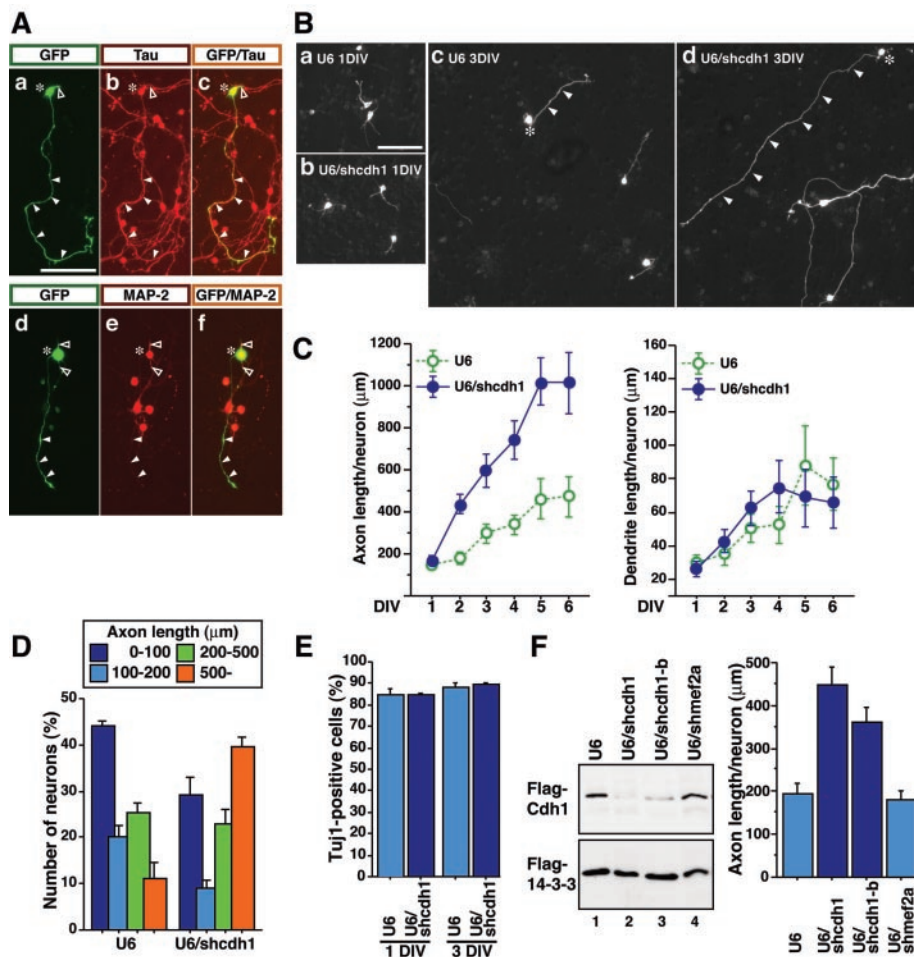 A
GFP Tau GFP/Tau
a * b * c *
GFP MAP-2 GFP/MAP-2
d * e * f *
B
a U6 1DIV
b U6/shcdh1 1DIV
c U6 3DIV
*
d U6/shcdh1 3DIV
*
C
U6
U6/shcdh1
Axon length/neuron (μm)
1200
1000
800
600
400
200
DIV 1 2 3 4 5 6
U6
U6/shcdh1
Dendrite length/neuron (μm)
160
140
120
100
80
60
40
20
DIV 1 2 3 4 5 6
D
Axon length (μm)
0-100 200-500
100-200 500-
Number of neurons (%)
50
40
30
20
10
0
U6 U6/shcdh1
E
Tuj1-positive cells (%)
100
90
80
70
60
50
40
30
20
10
0
U6 U6/shcdh1 U6 U6/shcdh1
1 DIV 3 DIV
F
U6 U6/shcdh1 U6/shcdh1-b U6/shmef2a
Flag-
Cdh1
Flag-
14-3-3
1 2 3 4
Axon length/neuron (μm)
500
400
300
200
100
0
U6 U6/shcdh1 U6/shcdh1-b U6/shmef2a